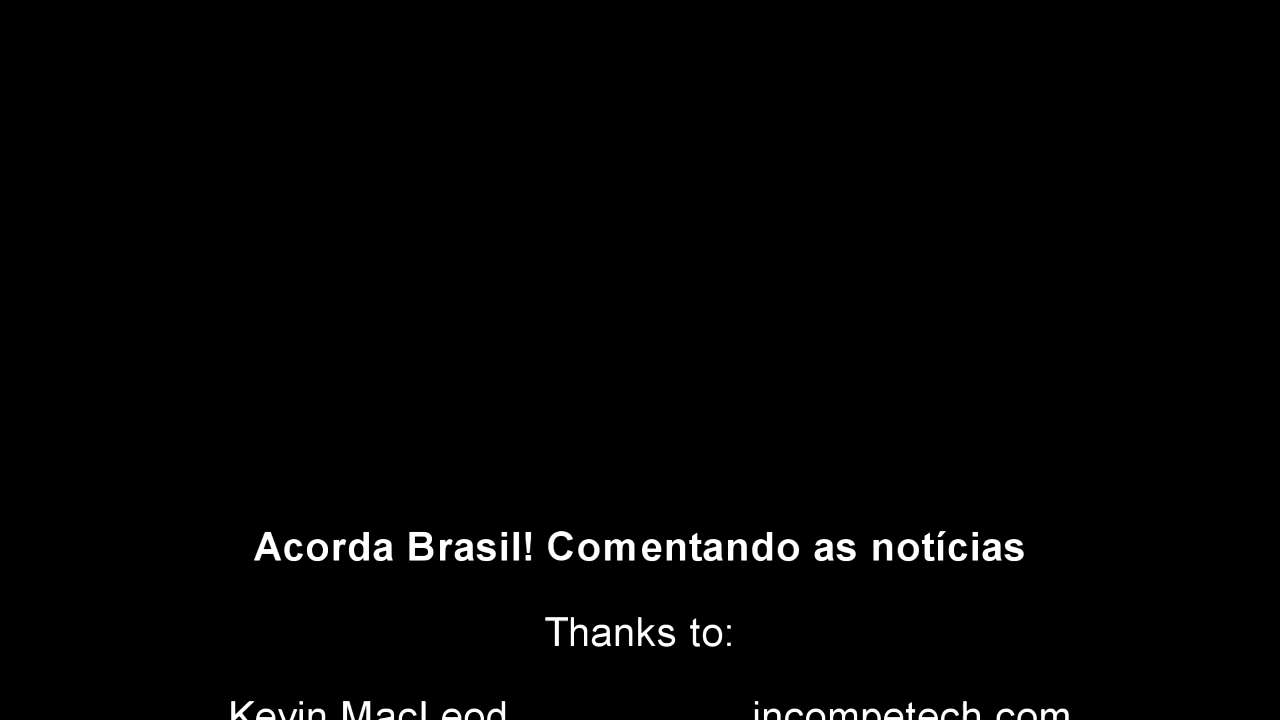 Acorda Brasil! Comentando as notícias
Thanks to:
Kevin MacLeod incompetech.com